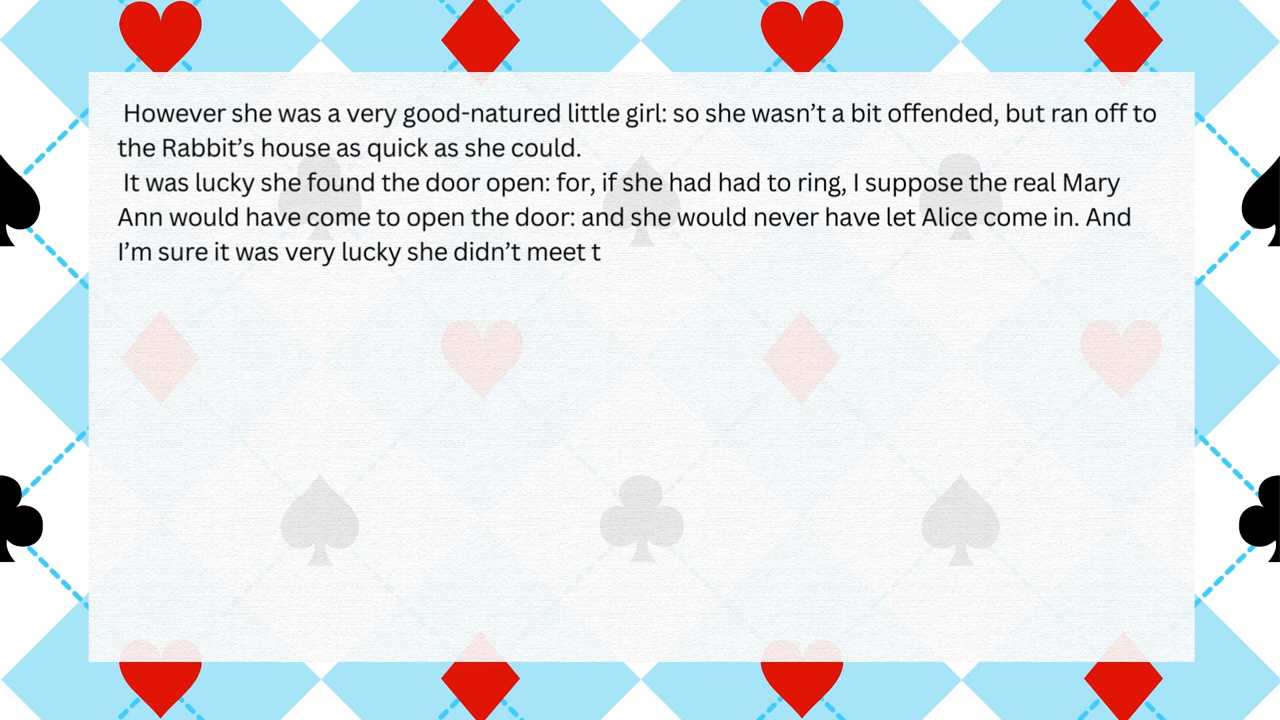 However she was a very good-natured little girl: so she wasn’t a bit offended, but ran off to
the Rabbit’s house as quick as she could.
It was lucky she found the door open: for, if she had had to ring, I suppose the real Mary
Ann would have come to open the door: and she would never have let Alice come in. And
I’m sure it was very lucky she didn’t meet t